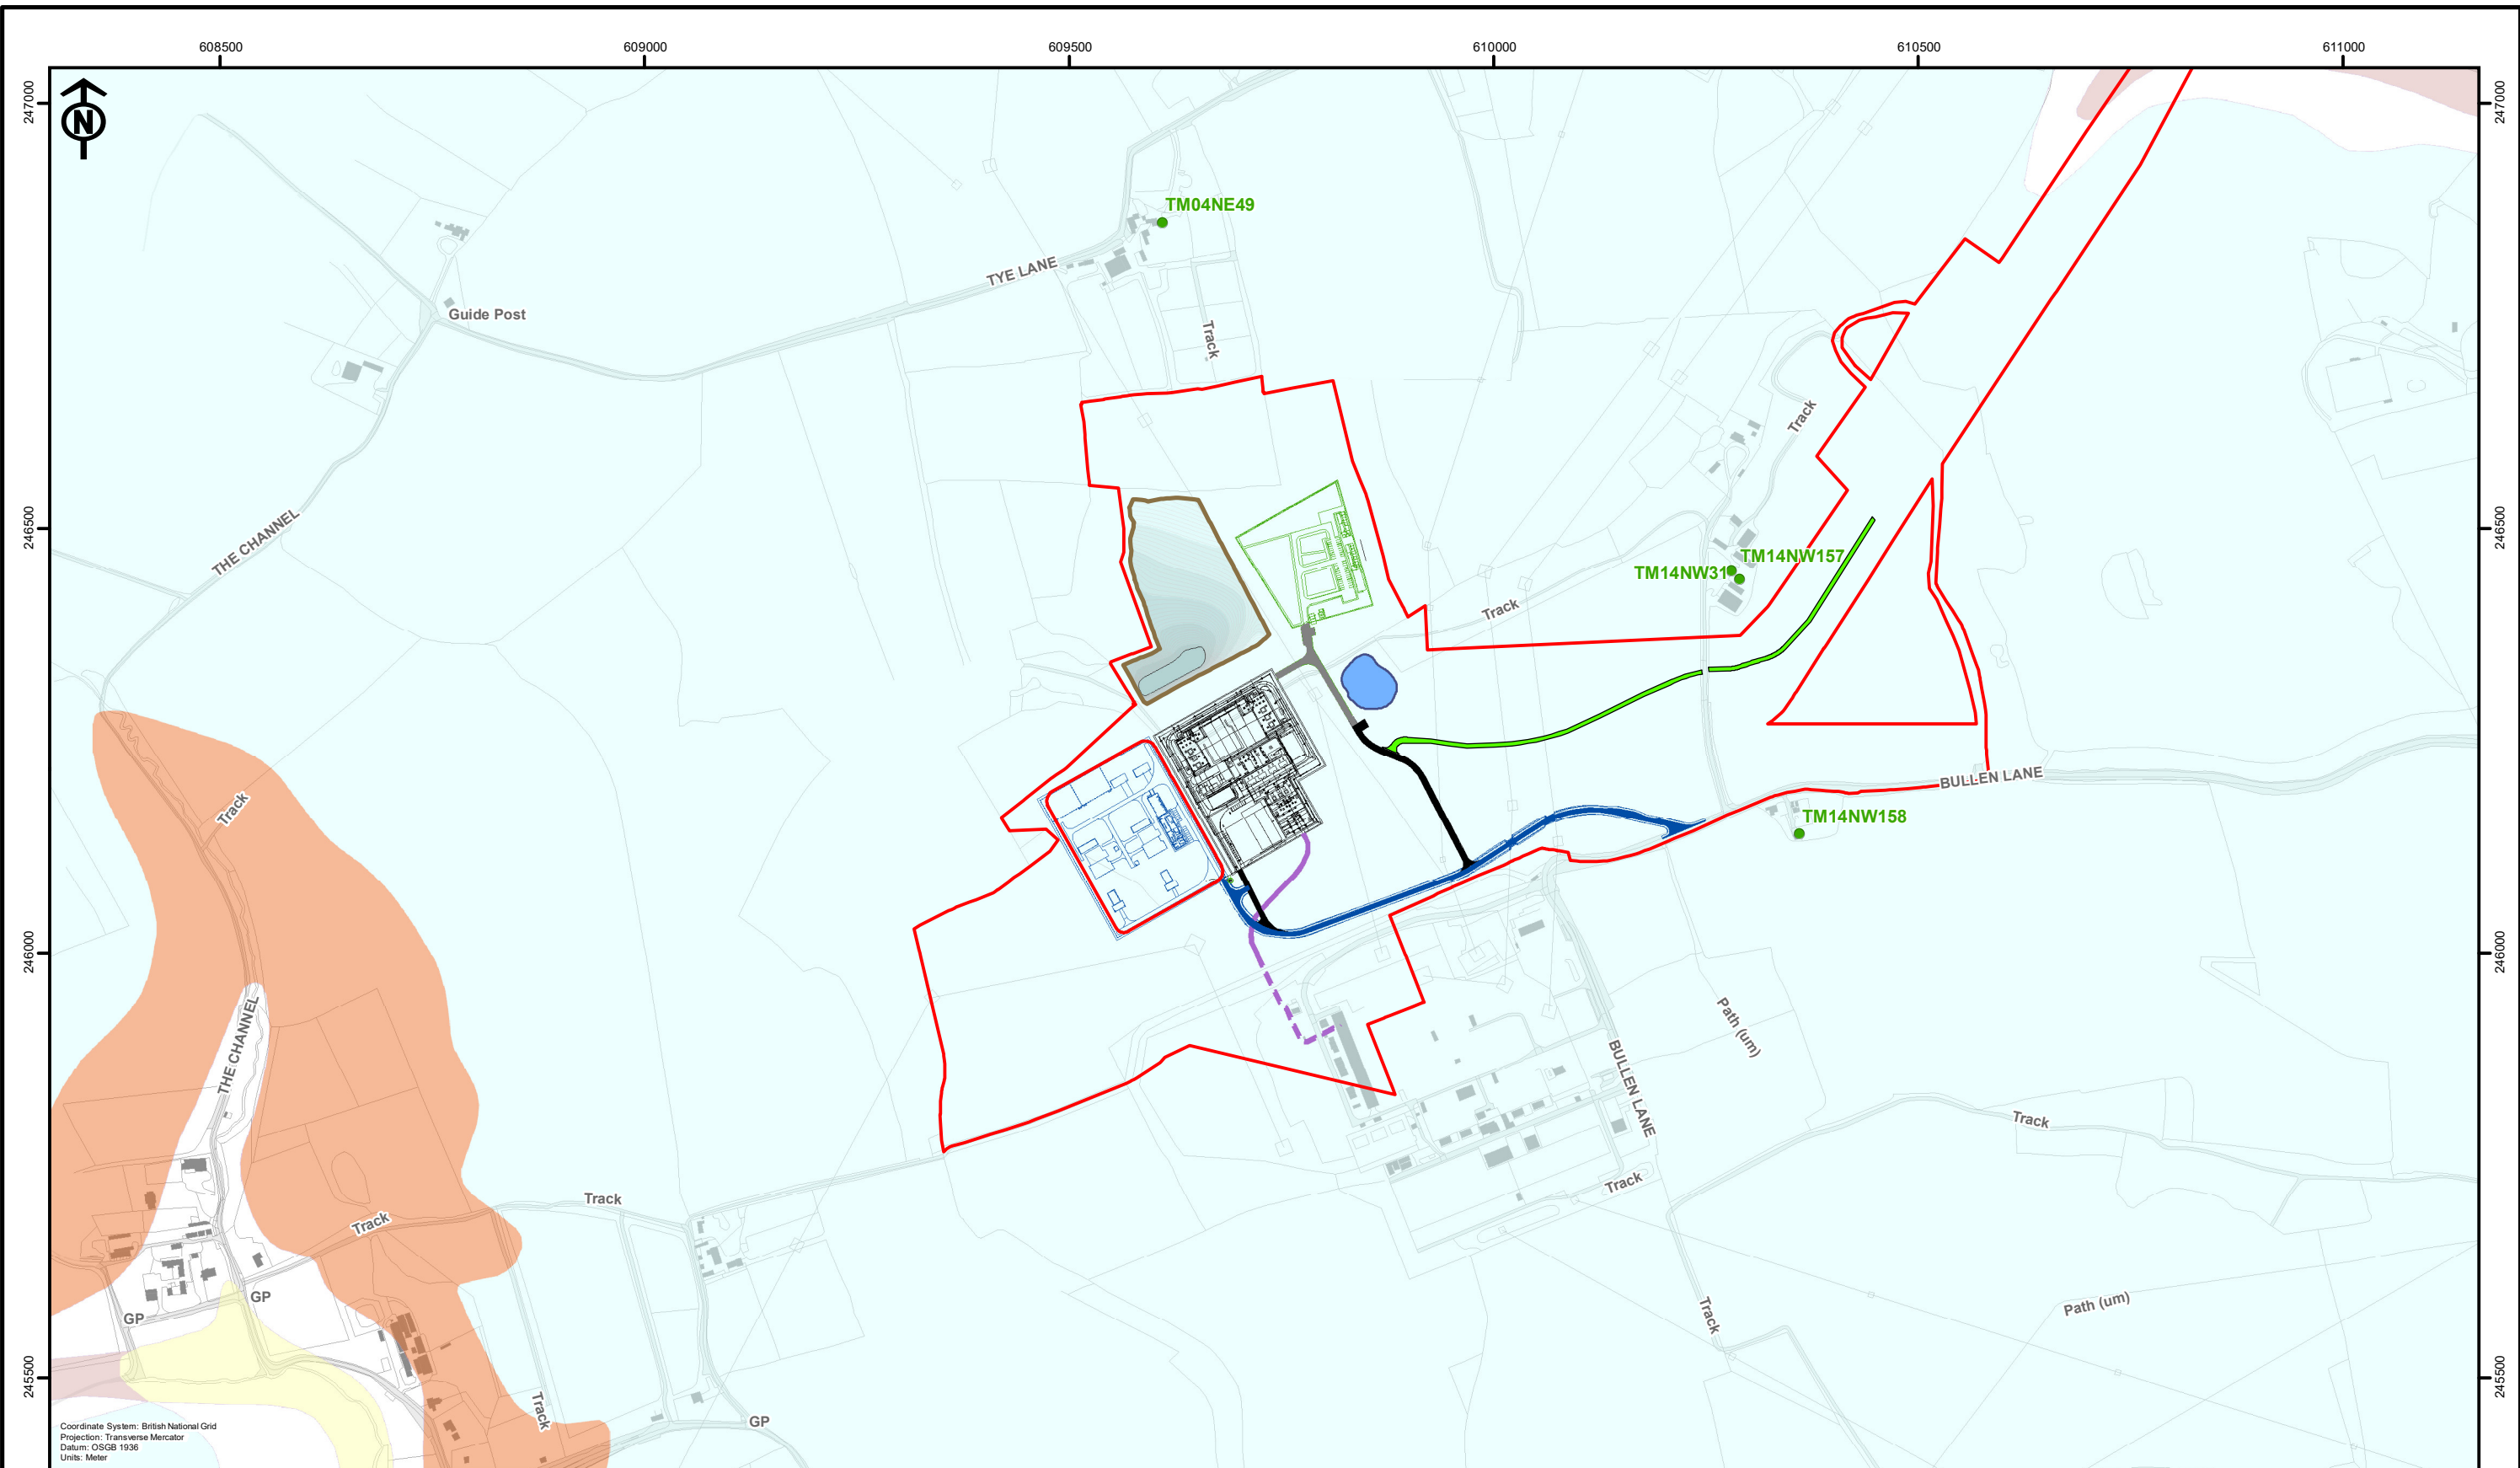 608500
609000
609500
610000
610500
611000
247000
247000
N
TM04NE49
TYE LANE
Guide Post
Track
Track
THE CHANNEL
246500
246500
TM14NW157
TM14NW31
Track
BULLEN LANE
TM14NW158
Track
246000
246000
THE CHANNEL
Path (um)
BULLEN LANE
Track
Track
Track
Track
GP
GP
Track
Path (um)
245500
245500
Track
GP
Coordinate System: British National Grid
Projection: Transverse Mercator
Datum: OSGB 1936
Units: Meter